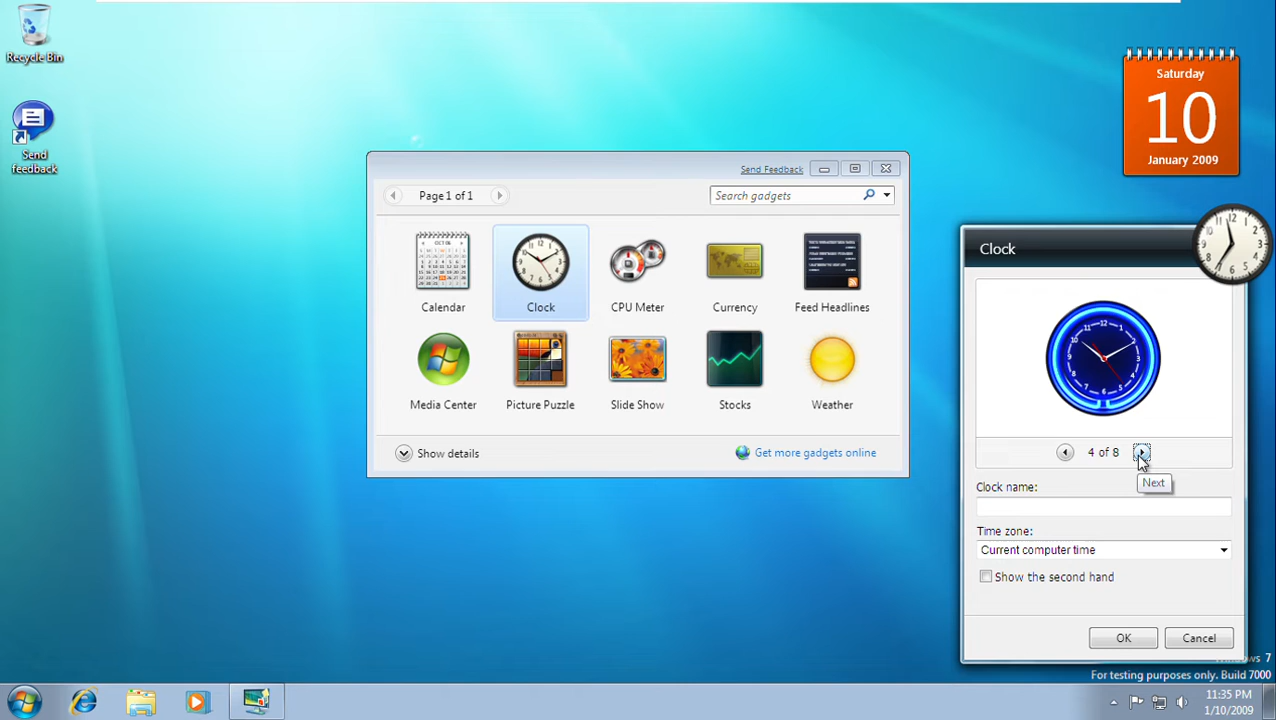 Recycle Bin
Send
feedback
Saturday
10
January 2009
Send Feedback
Page 1 of 1
Search gadgets
Calendar
Clock
CPU Meter
Currency
Feed Headlines
Media Center
Picture Puzzle
Slide Show
Stocks
Weather
Show details
Get more gadgets online
Clock
4 of 8
Next
Clock name:
Time zone:
Current computer time
Show the second hand
OK
Cancel
Windows 7
For testing purposes only. Build 7000
11:35 PM
1/10/2009